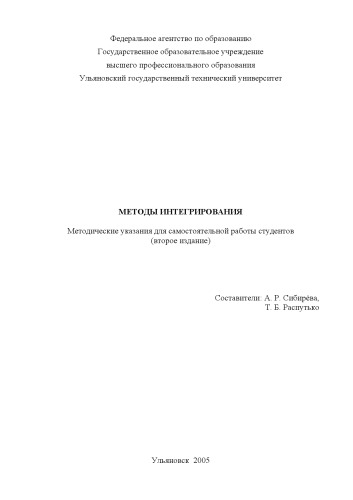 Федеральное агентство по образованию
Государственное образовательное учреждение
высшего профессионального образования
Ульяновский государственный технический университет
МЕТОДЫ ИНТЕГРИРОВАНИЯ
Методические указания для самостоятельной работы студентов
(второе издание)
Составители: А. Р. Сибирёва,
Т. Б. Распутько
Ульяновск 2005